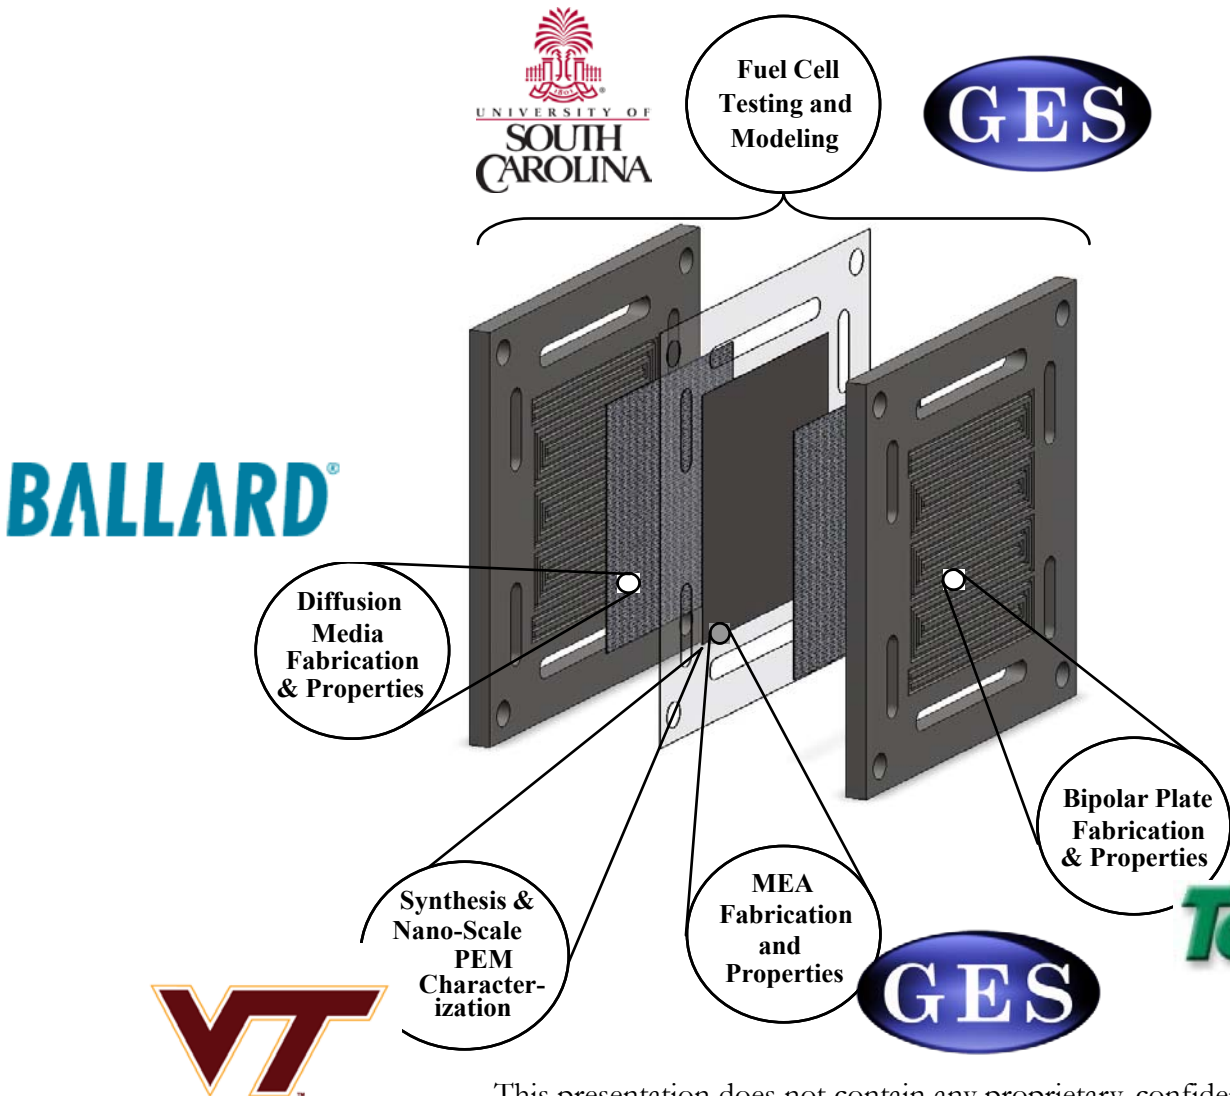 UNIVERSITY OF
SOUTH
CAROLINA
1801
Fuel Cell
Testing and
Modeling
GES
BALLARD®
Diffusion
Media
Fabrication
& Properties
Bipolar Plate
Fabrication
& Properties
Synthesis &
Nano-Scale
PEM
Character-
ization
MEA
Fabrication
and
Properties
GES
VT
TM
This presentation does not contain any proprietary,